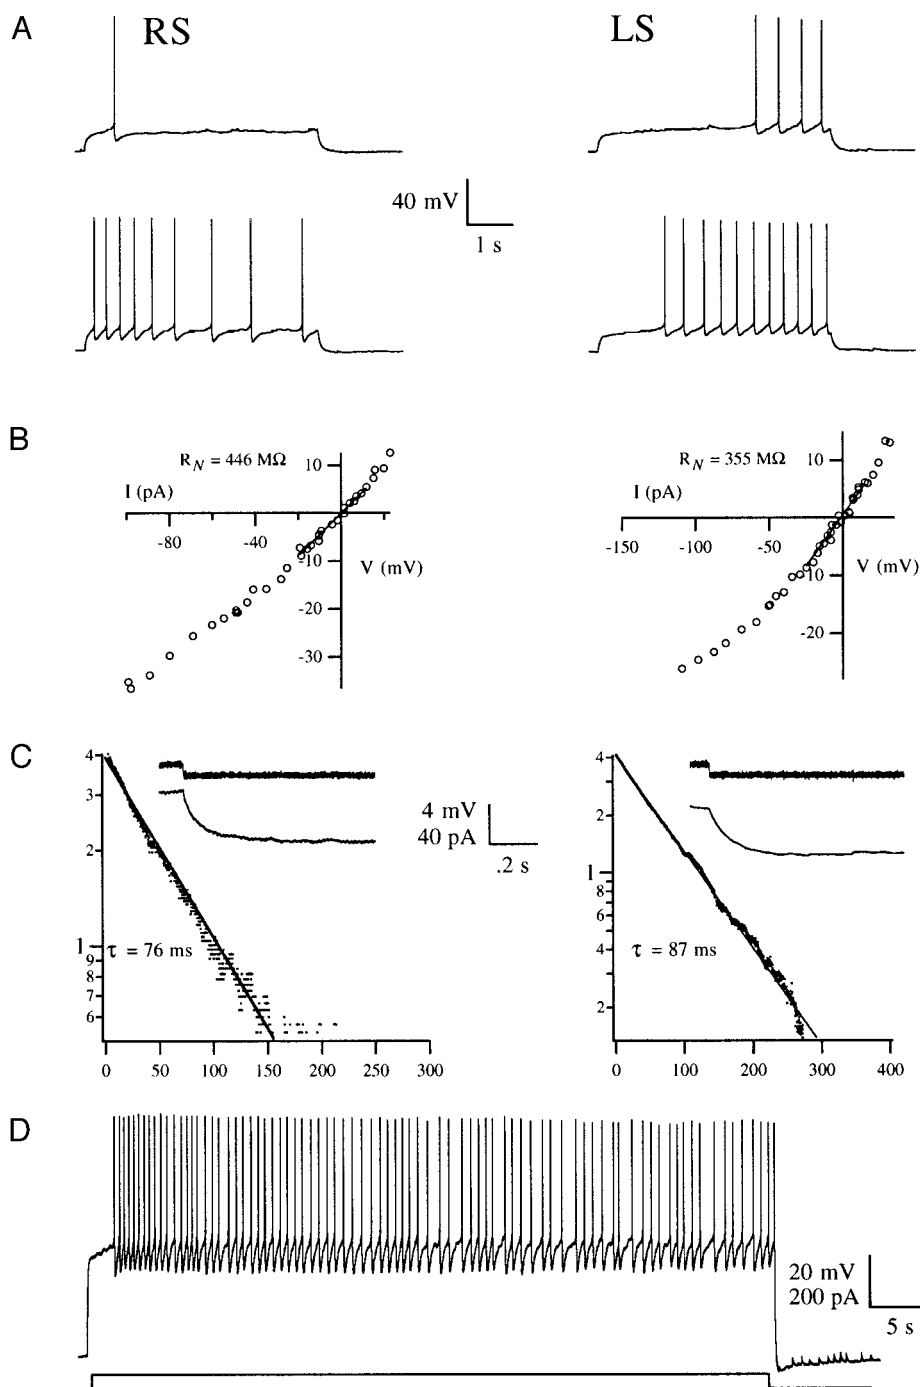 A
RS
LS
40 mV
1 s
B
R_N = 446 MΩ
I (pA)
10
-80
-40
-10
V (mV)
-20
-30
R_N = 355 MΩ
I (pA)
10
-150
-100
-50
-10
V (mV)
-20
C
4
3
2
1
9
8
7
6
τ = 76 ms
0
50
100
150
200
250
300
4 mV
40 pA
.2 s
4
2
1
8
6
4
2
τ = 87 ms
0
100
200
300
400
D
20 mV
200 pA
5 s